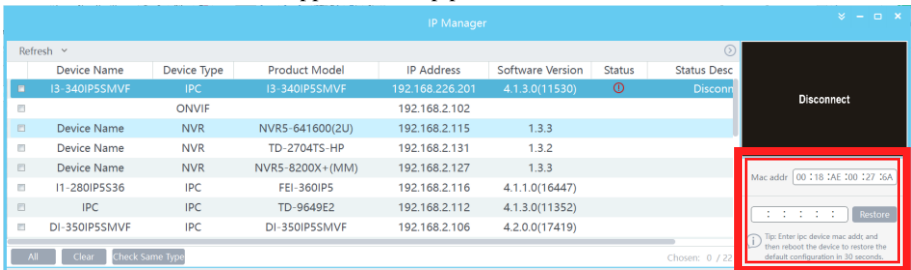 IP Manager
Refresh
Device Name Device Type Product Model IP Address Software Version Status Status Desc
I3-340IP5SMVF IPC I3-340IP5SMVF 192.168.226.201 4.1.3.0(11530) Disconn
ONVIF 192.168.2.102
Device Name NVR NVR5-641600(2U) 192.168.2.115 1.3.3
Device Name NVR TD-2704TS-HP 192.168.2.131 1.3.2
Device Name NVR NVR5-8200X+(MM) 192.168.2.127 1.3.3
I1-280IP5S36 IPC FEI-360IP5 192.168.2.116 4.1.1.0(16447)
IPC TD-9649E2 192.168.2.112 4.1.3.0(11352)
DI-350IP5SMVF IPC DI-350IP5SMVF 192.168.2.106 4.2.0.0(17419)
All Clear Check Same Type Chosen: 0 / 22
Disconnect
Mac addr 00 :18 :AE :00 :27 :6A
: : : : : Restore
Tip: Enter ipc device mac addr, and
then reboot the device to restore the
default configuration in 30 seconds.